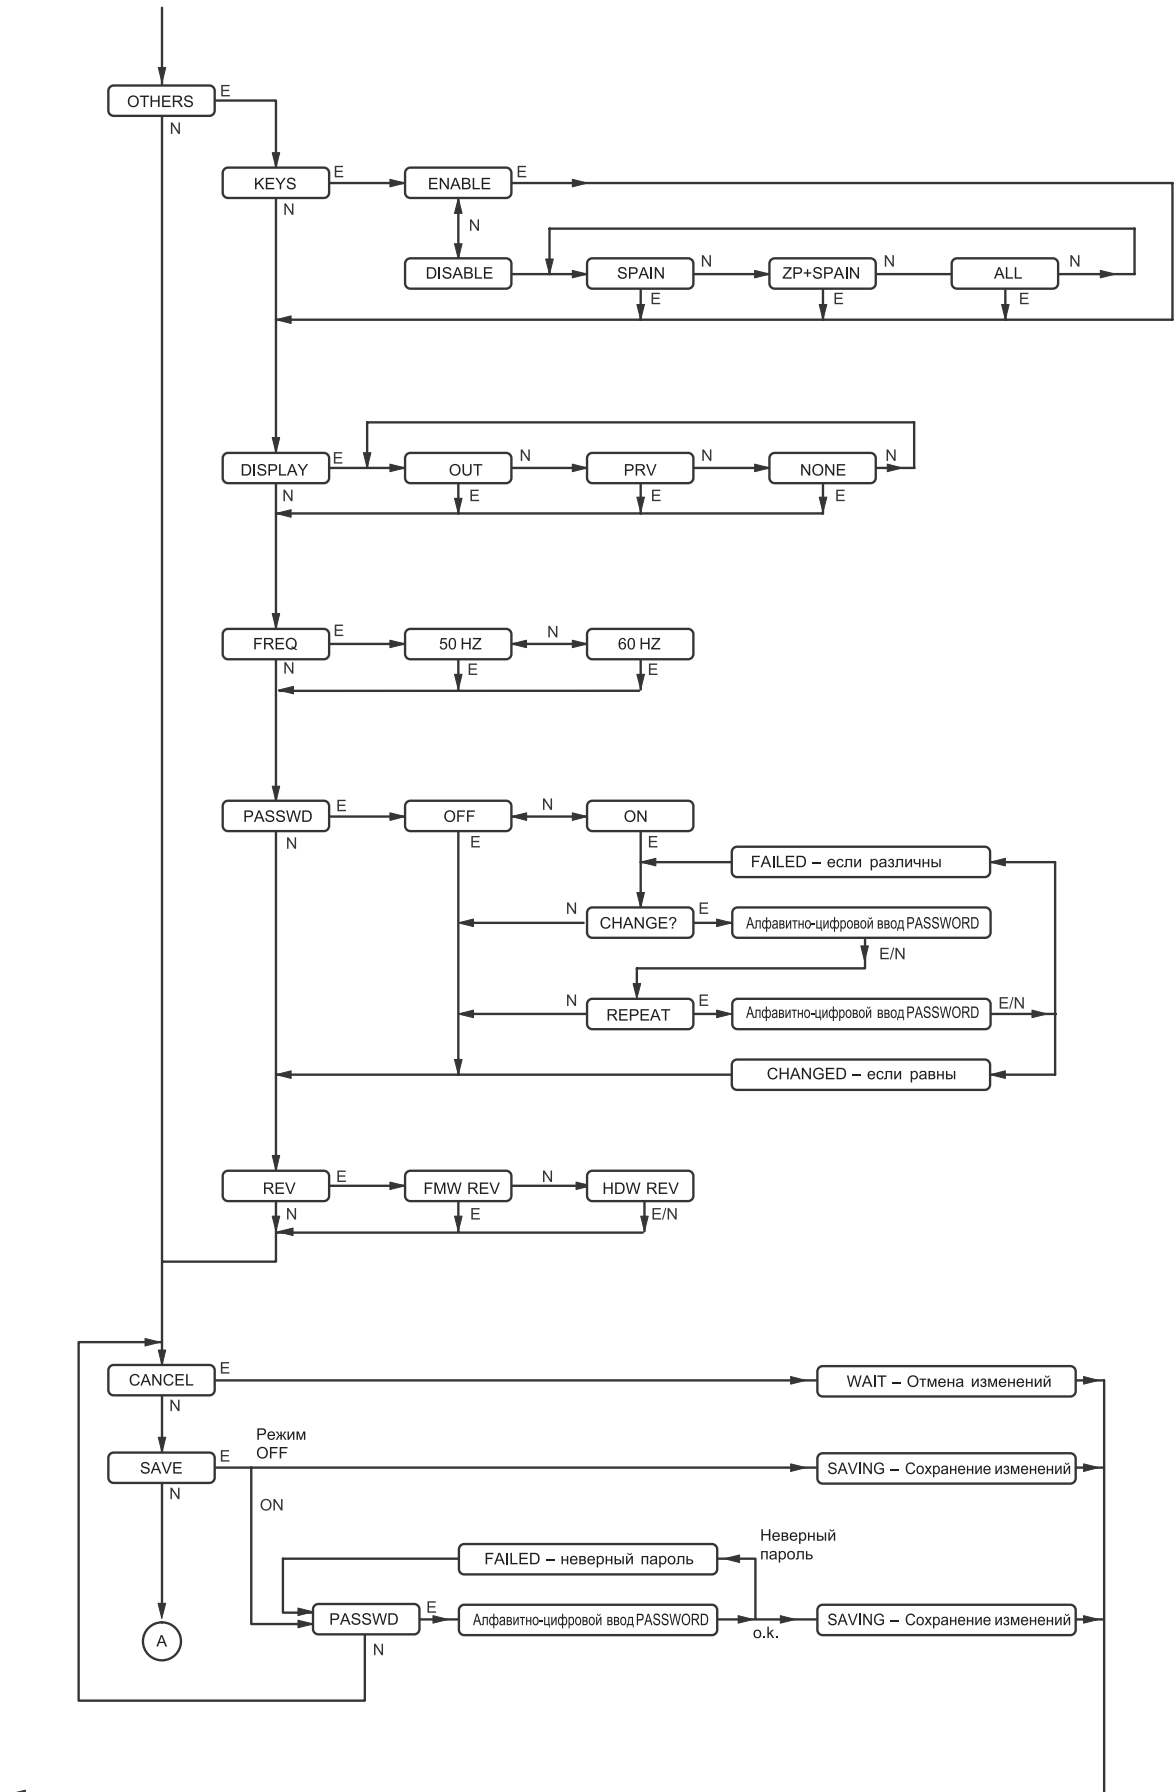 OTHERS E
N
KEYS E ENABLE E
N
N
DISABLE SPAIN N ZP+SPAIN N ALL N
E E E
DISPLAY E OUT N PRV N NONE N
N E E E
FREQ E 50 HZ N 60 HZ
N E E
PASSWD E OFF N ON
N E E
FAILED – если различны
N CHANGE? E Алфавитно-цифровой ввод PASSWORD
E/N
N REPEAT E Алфавитно-цифровой ввод PASSWORD E/N
CHANGED – если равны
REV E FMW REV N HDW REV
N E E/N
CANCEL E WAIT – Отмена изменений
N
Режим
OFF
SAVE E SAVING – Сохранение изменений
N
ON
Неверный
пароль
FAILED – неверный пароль
PASSWD E Алфавитно-цифровой ввод PASSWORD o.k. SAVING – Сохранение изменений
N
A